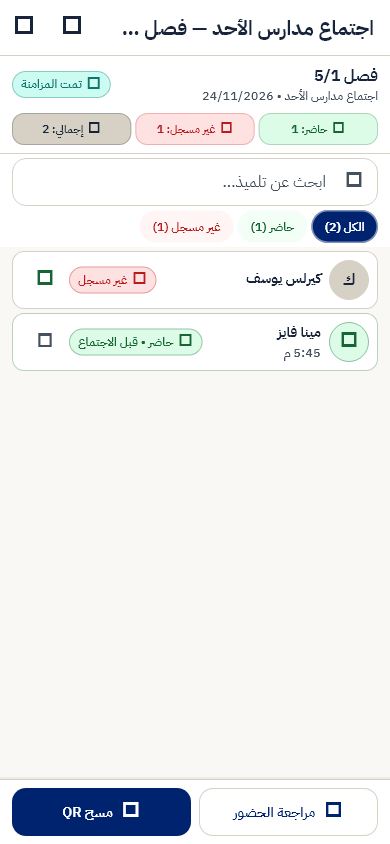 اجتماع مدارس الأحد – فصل ...
فصل 5/1
اجتماع مدارس الأحد • 24/11/2026
تمت المزامنة
حاضر: 1
غير مسجل: 1
إجمالي: 2
ابحث عن تلميذ...
الكل (2)
حاضر (1)
غير مسجل (1)
ك
كيرلس يوسف
غير مسجل
مينا فايز
5:45 م
حاضر • قبل الاجتماع
مراجعة الحضور
مسح QR